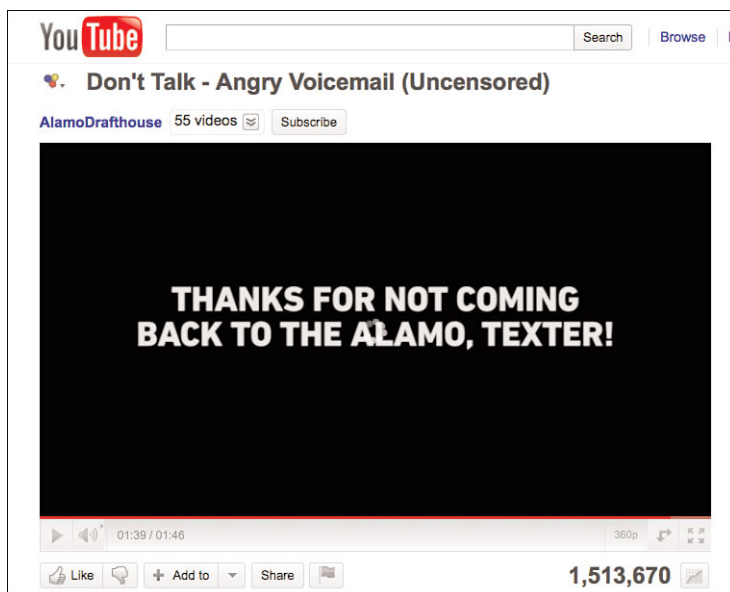 YouTube
Search
Browse
Don't Talk - Angry Voicemail (Uncensored)
AlamoDrafthouse 55 videos Subscribe
THANKS FOR NOT COMING
BACK TO THE ALAMO, TEXTER!
01:39 / 01:46 360p
Like Add to Share 1,513,670